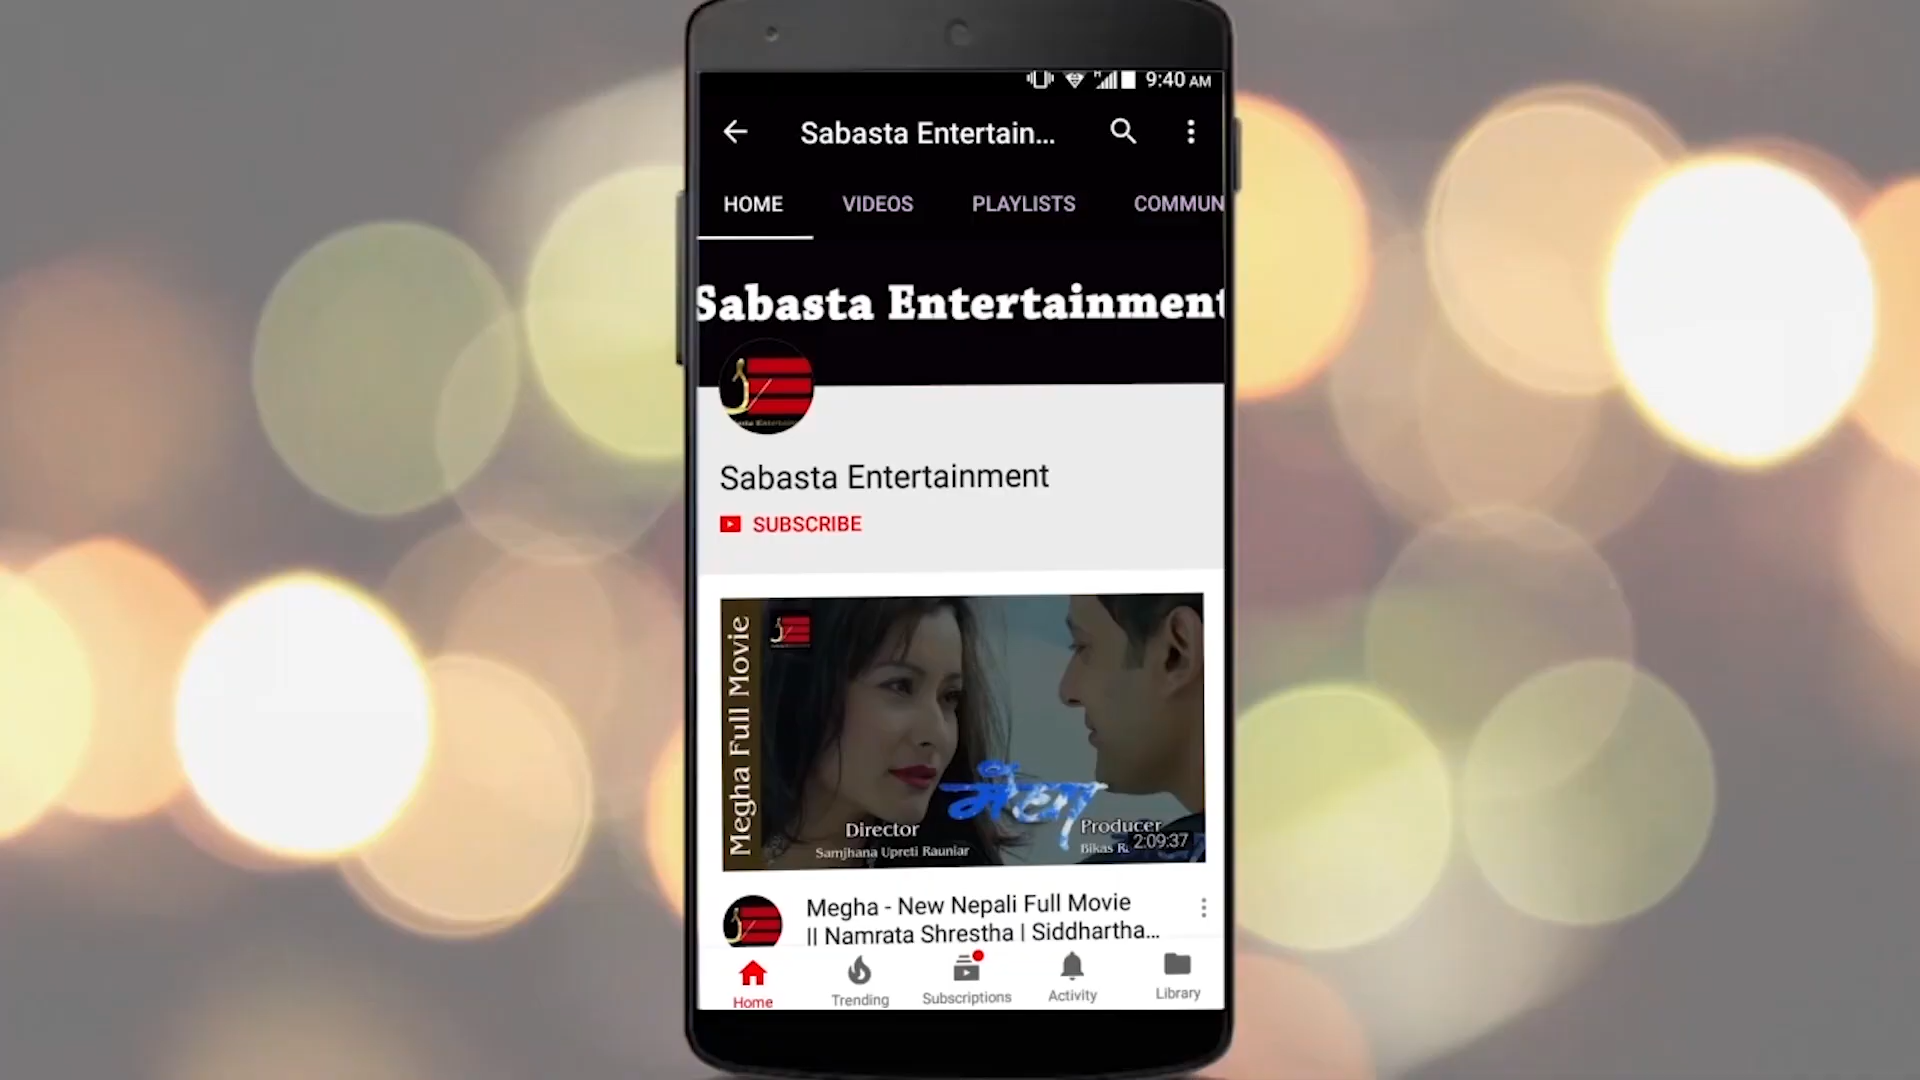 9:40 AM
Sabasta Entertain...
HOME VIDEOS PLAYLISTS COMMUN
Sabasta Entertainment
Sabasta Entertainment
SUBSCRIBE
Megha Full Movie
मेघा
Director
Samjhana Upreti Rauniar
Producer
Bikas
2:09:37
Megha - New Nepali Full Movie
|| Namrata Shrestha | Siddhartha...
Home Trending Subscriptions Activity Library